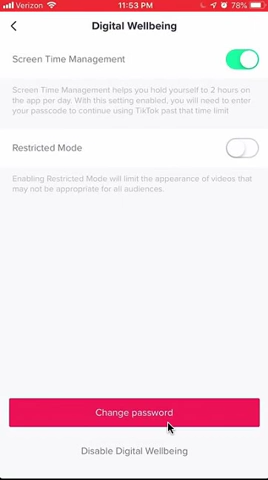 Verizon 11:53 PM 78%
Digital Wellbeing
Screen Time Management
Screen Time Management helps you hold yourself to 2 hours on
the app per day. With this setting enabled, you will need to enter
your passcode to continue using TikTok past that time limit
Restricted Mode
Enabling Restricted Mode will limit the appearance of videos that
may not be appropriate for all audiences.
Change password
Disable Digital Wellbeing